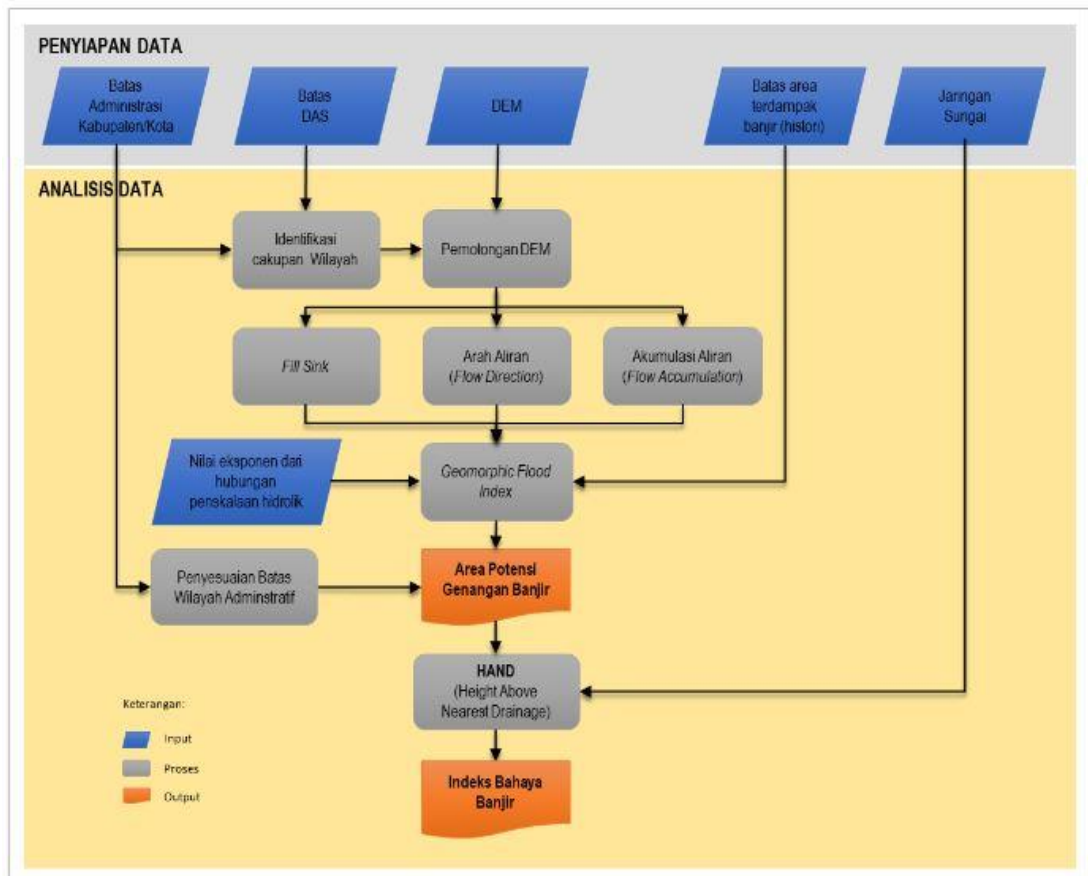 PENYIAPAN DATA
Batas
Administrasi
Kabupaten/Kota
Batas
DAS
DEM
Batas area
terdampak
banjir (histori)
Jaringan
Sungai
ANALISIS DATA
Identifikasi
cakupan Wilayah
Pemotongan DEM
Fill Sink
Arah Aliran
(Flow Direction)
Akumulasi Aliran
(Flow Accumulation)
Nilai eksponen dari
hubungan
penskalaan hidrolik
Geomorphic Flood
Index
Penyesuaian Batas
Wilayah Adminstratif
Area Potensi
Genangan Banjir
HAND
(Height Above
Nearest Drainage)
Keterangan:
Input
Proses
Output
Indeks Bahaya
Banjir